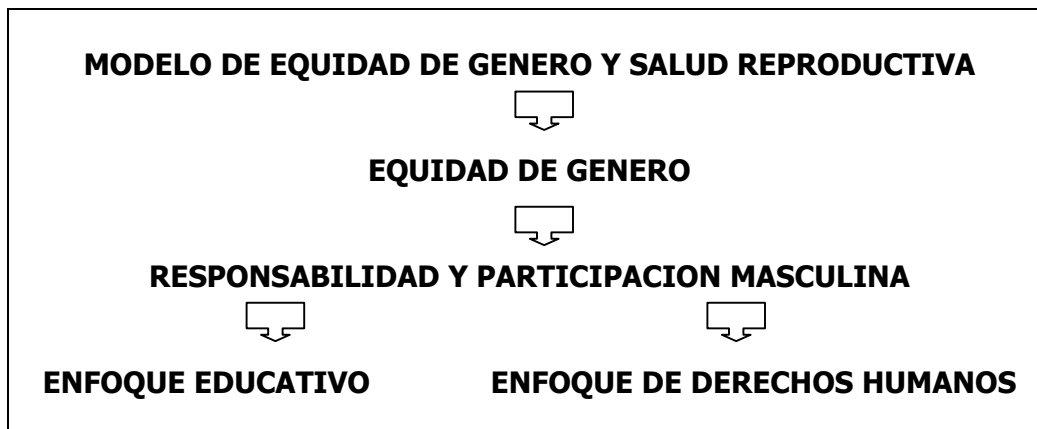 MODELO DE EQUIDAD DE GENERO Y SALUD REPRODUCTIVA
EQUIDAD DE GENERO
RESPONSABILIDAD Y PARTICIPACION MASCULINA
ENFOQUE EDUCATIVO
ENFOQUE DE DERECHOS HUMANOS